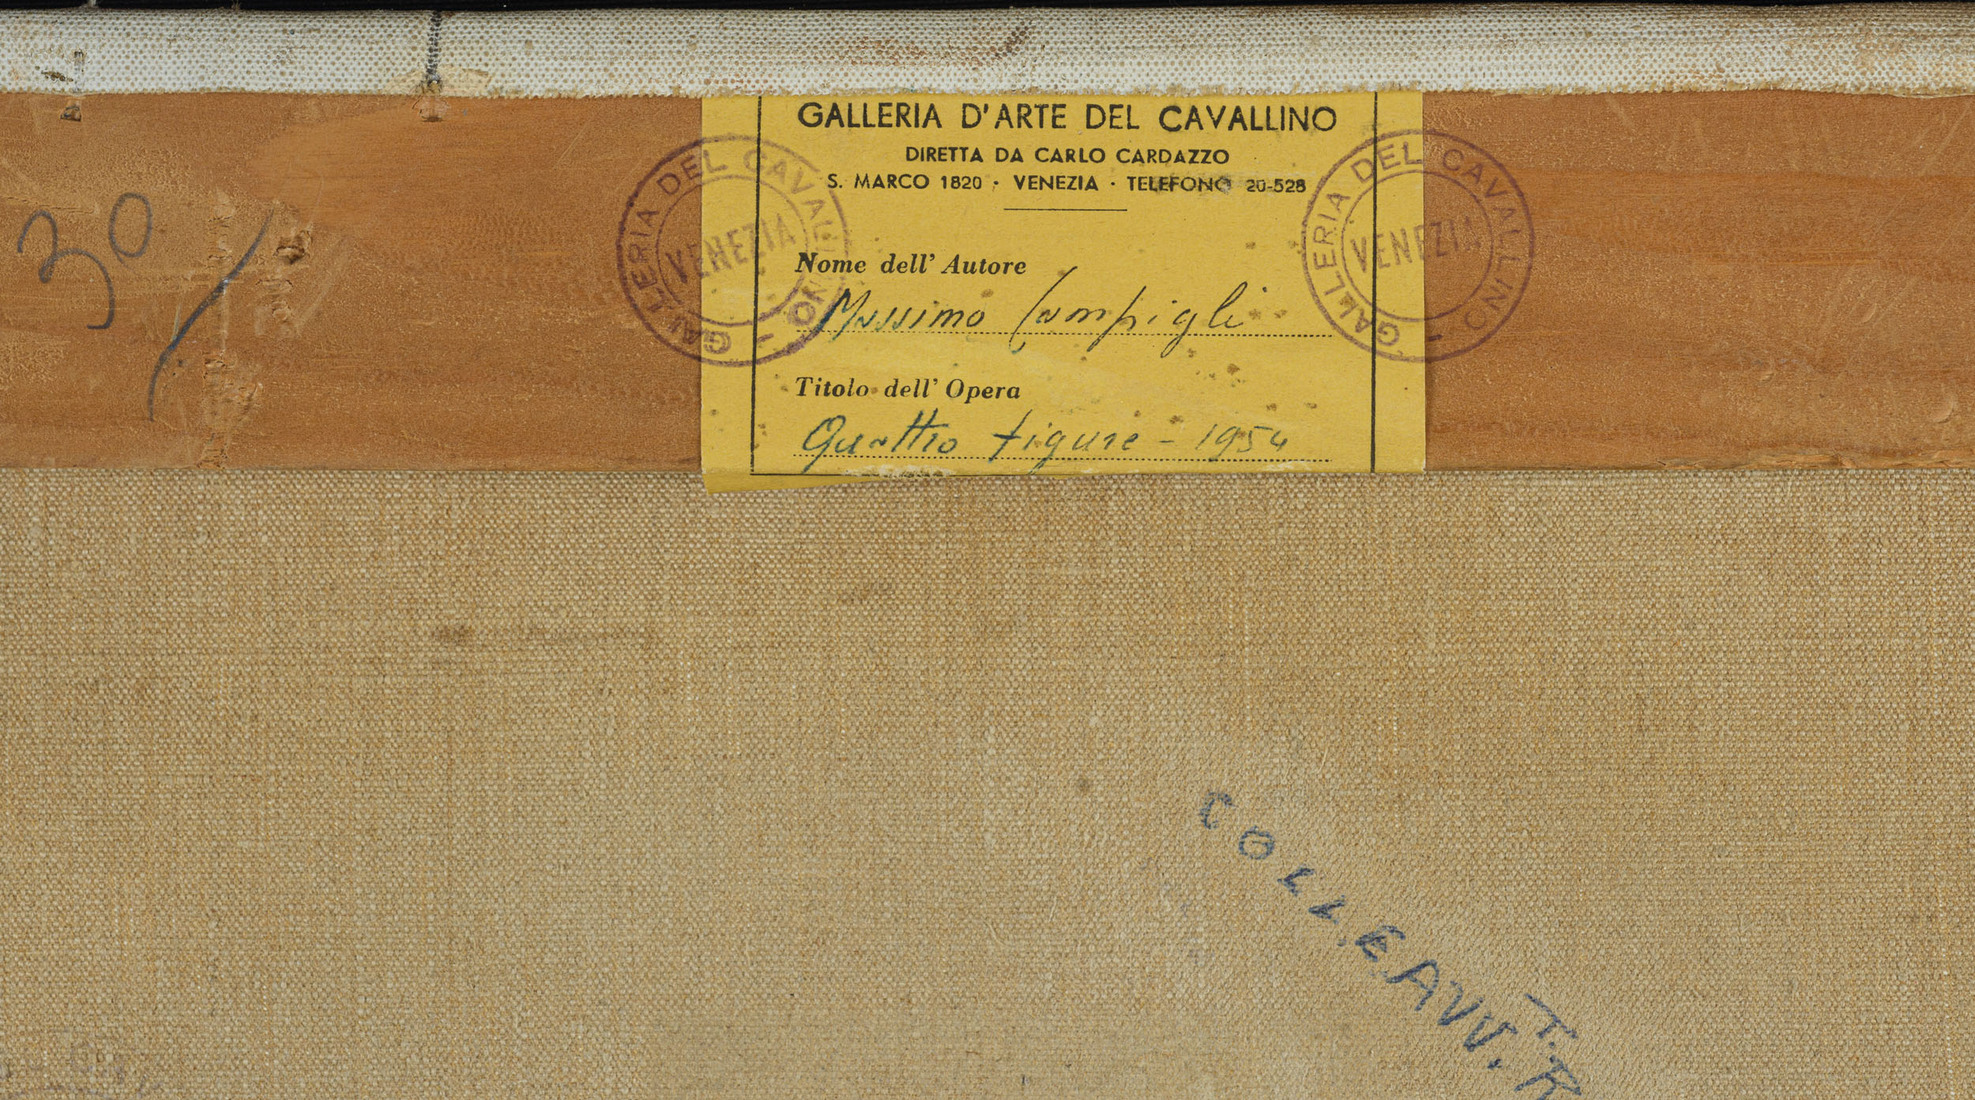 GALLERIA D'ARTE DEL CAVALLINO
DIRETTA DA CARLO CARDAZZO
S. MARCO 1820 · VENEZIA · TELEFONO 20-528
GALLERIA DEL CAVALLINO –
VENEZIA
GALLERIA DEL CAVALLINO –
VENEZIA
30
Nome dell' Autore
Massimo Campigli
Titolo dell' Opera
Quattro figure – 1954
COLLE AVV.
T.